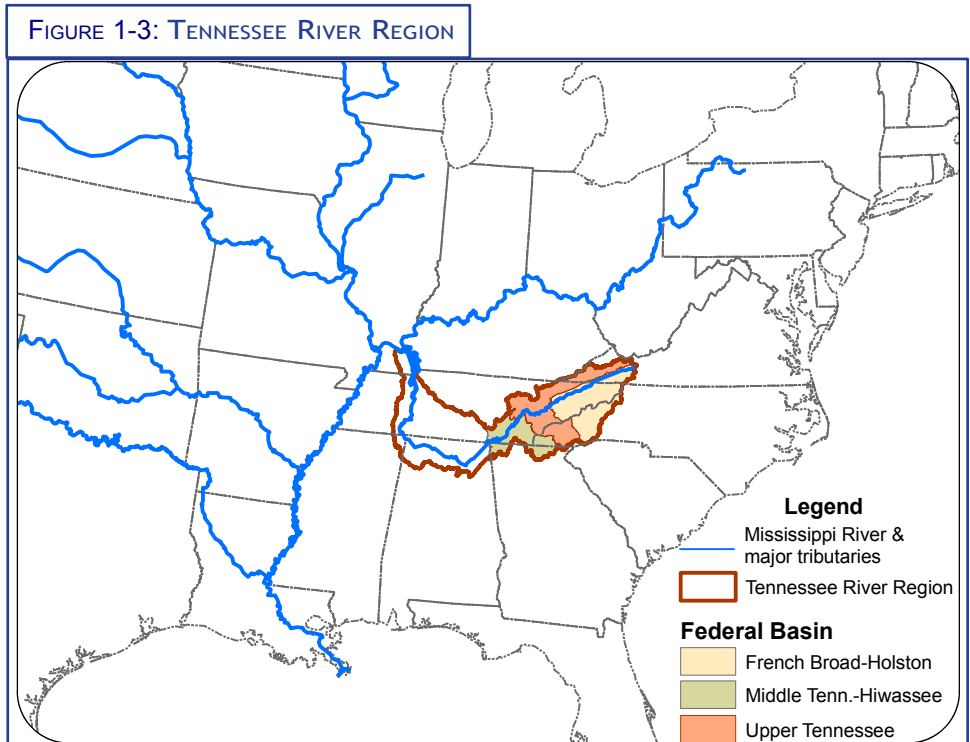 FIGURE 1-3: TENNESSEE RIVER REGION
Legend
Mississippi River &
major tributaries
Tennessee River Region
Federal Basin
French Broad-Holston
Middle Tenn.-Hiwassee
Upper Tennessee